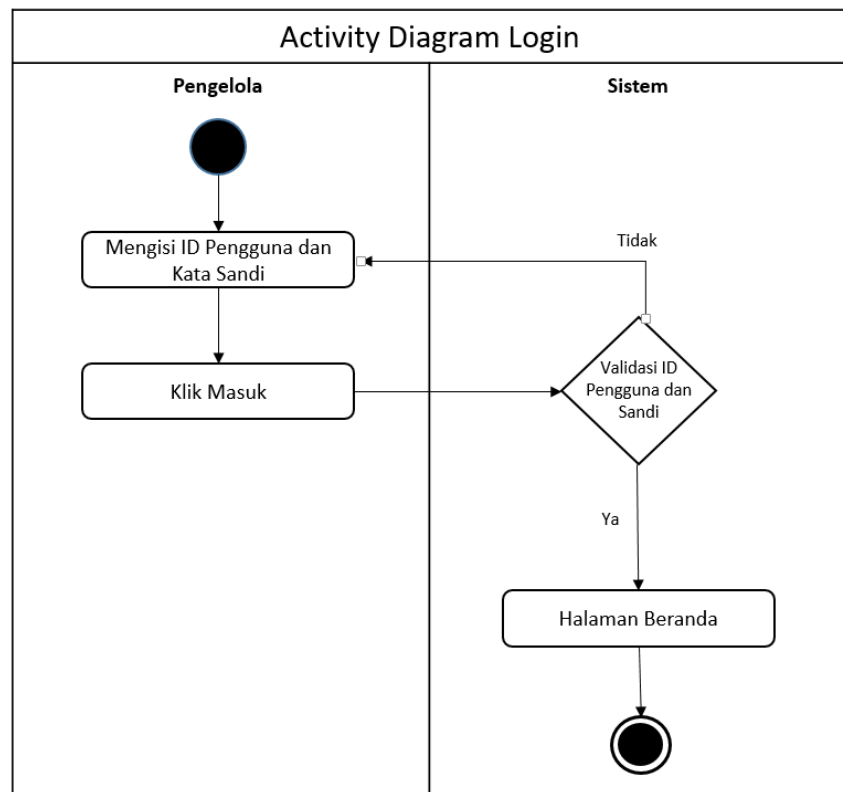 Activity Diagram Login
Pengelola
Sistem
Mengisi ID Pengguna dan
Kata Sandi
Tidak
Klik Masuk
Validasi ID
Pengguna dan
Sandi
Ya
Halaman Beranda